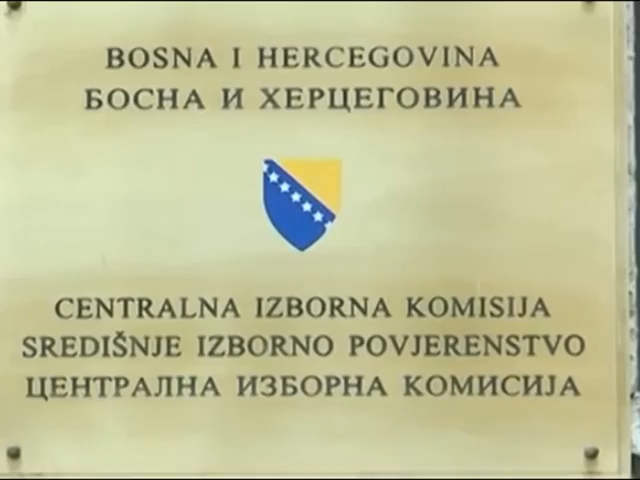 BOSNA I HERCEGOVINA
БОСНА И ХЕРЦЕГОВИНА
CENTRALNA IZBORNA KOMISIJA
SREDIŠNJE IZBORNO POVJERENSTVO
ЦЕНТРАЛНА ИЗБОРНА КОМИСИЈА